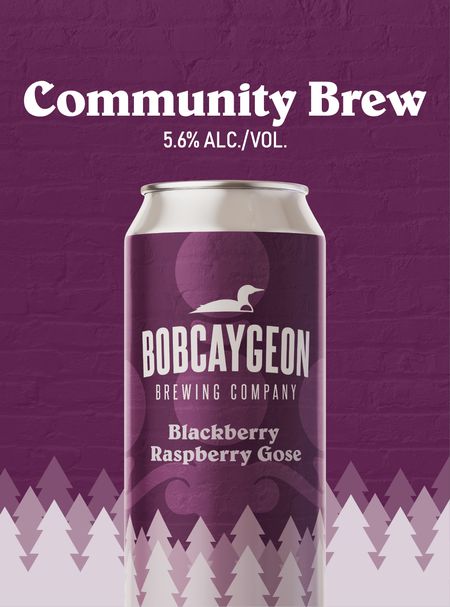 Community Brew
5.6% ALC./VOL.
BOBCAYGEON
BREWING COMPANY
Blackberry
Raspberry Gose